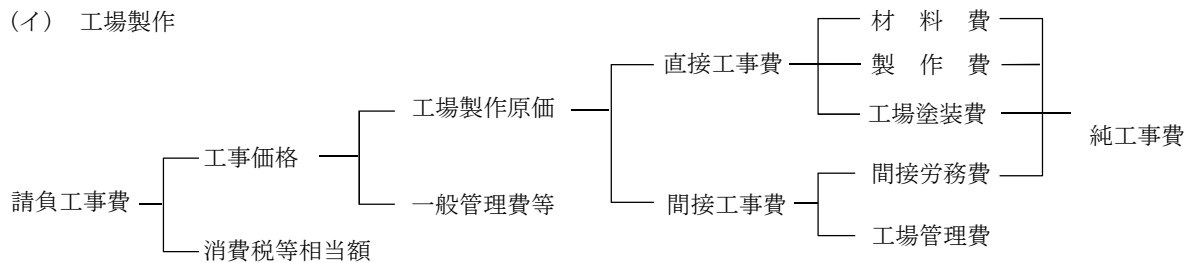 (イ) 工場製作
材 料 費
直接工事費
製 作 費
工場製作原価
工場塗装費
純工事費
工事価格
間接労務費
請負工事費
一般管理費等
間接工事費
工場管理費
消費税等相当額